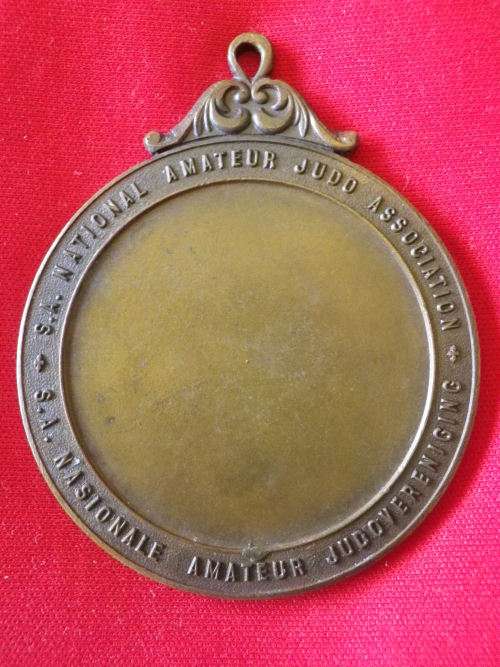 S.A. NATIONAL AMATEUR JUDO ASSOCIATION
S.A. NASIONALE AMATEUR JUDOVERENIGING